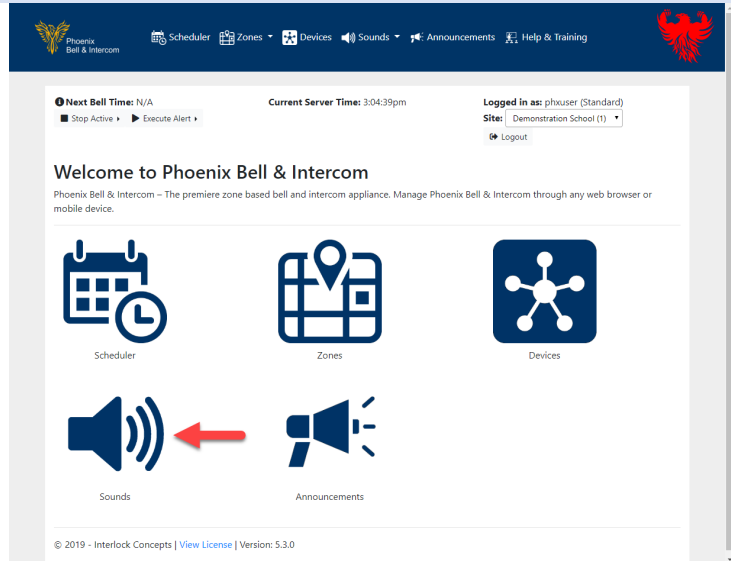 Phoenix
Bell & Intercom
Scheduler Zones Devices Sounds Announcements Help & Training
Next Bell Time: N/A
Stop Active Execute Alert
Current Server Time: 3:04:39pm
Logged in as: phxuser (Standard)
Site: Demonstration School (1)
Logout
Welcome to Phoenix Bell & Intercom
Phoenix Bell & Intercom – The premiere zone based bell and intercom appliance. Manage Phoenix Bell & Intercom through any web browser or
mobile device.
Scheduler
Zones
Devices
Sounds
Announcements
© 2019 - Interlock Concepts | View License | Version: 5.3.0